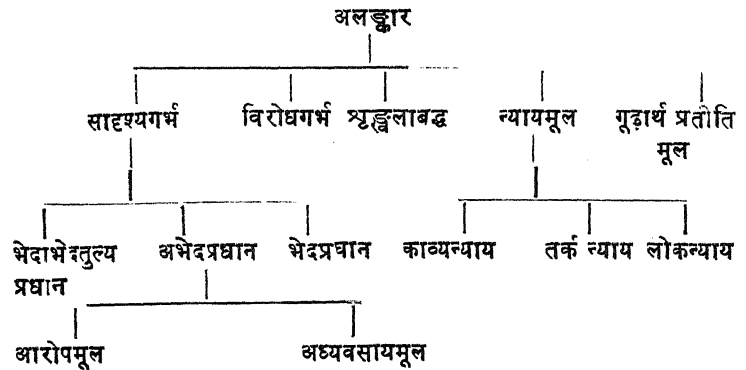 अलङ्कार
सादृश्यगर्भ विरोधगर्भ शृङ्खलाबद्ध न्यायमूल गूढ़ार्थ प्रतीति
मूल
भेदाभेदतुल्य अभेदप्रधान भेदप्रधान काव्यन्याय तर्क न्याय लोकन्याय
प्रधान
आरोपमूल अध्यवसायमूल